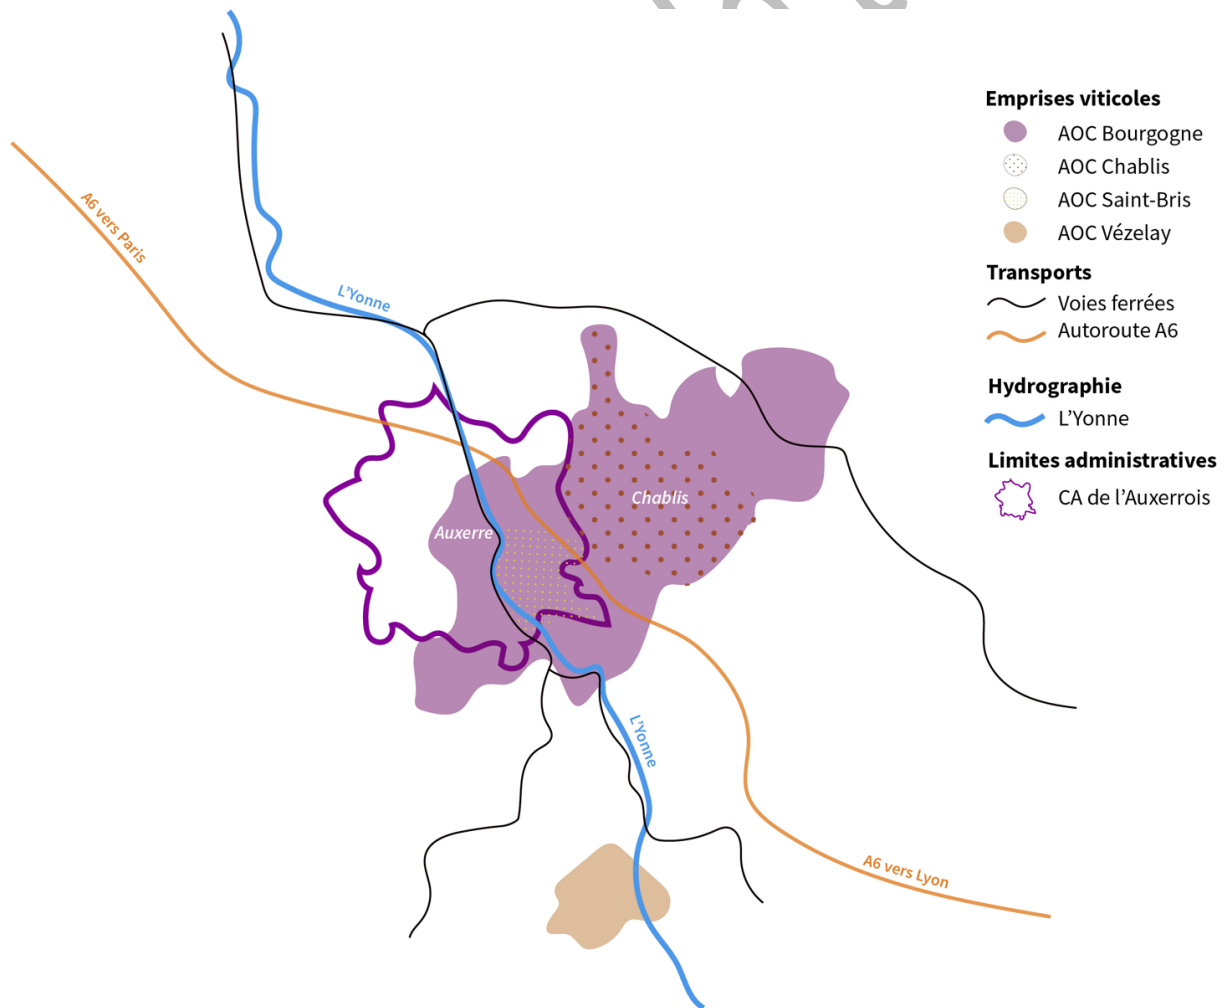 Emprises viticoles
AOC Bourgogne
AOC Chablis
AOC Saint-Bris
AOC Vézelay
Transports
Voies ferrées
Autoroute A6
Hydrographie
L'Yonne
Limites administratives
CA de l'Auxerrois
A6 vers Paris
L'Yonne
Chablis
Auxerre
L'Yonne
A6 vers Lyon